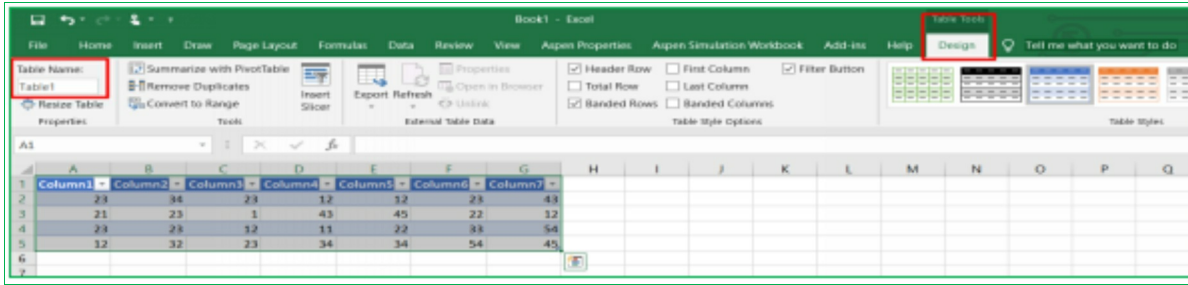 Book1 - Excel
Table Tools
File Home Insert Draw Page Layout Formulas Data Review View Aspen Properties Aspen Simulation Workbook Add-ins Help Design Tell me what you want to do
Table Name:
Table1
Resize Table
Properties
Summarize with PivotTable
Remove Duplicates
Convert to Range
Insert Slicer
Tools
Export Refresh
Properties
Open in Browser
Unlink
External Table Data
Header Row First Column Filter Button
Total Row Last Column
Banded Rows Banded Columns
Table Style Options
Table Styles
A1 fx
A B C D E F G H I J K L M N O P Q
1 Column1 Column2 Column3 Column4 Column5 Column6 Column7
2 23 34 23 12 12 23 43
3 21 23 1 43 45 22 12
4 23 23 12 11 22 33 54
5 12 32 23 34 34 54 45
6
7